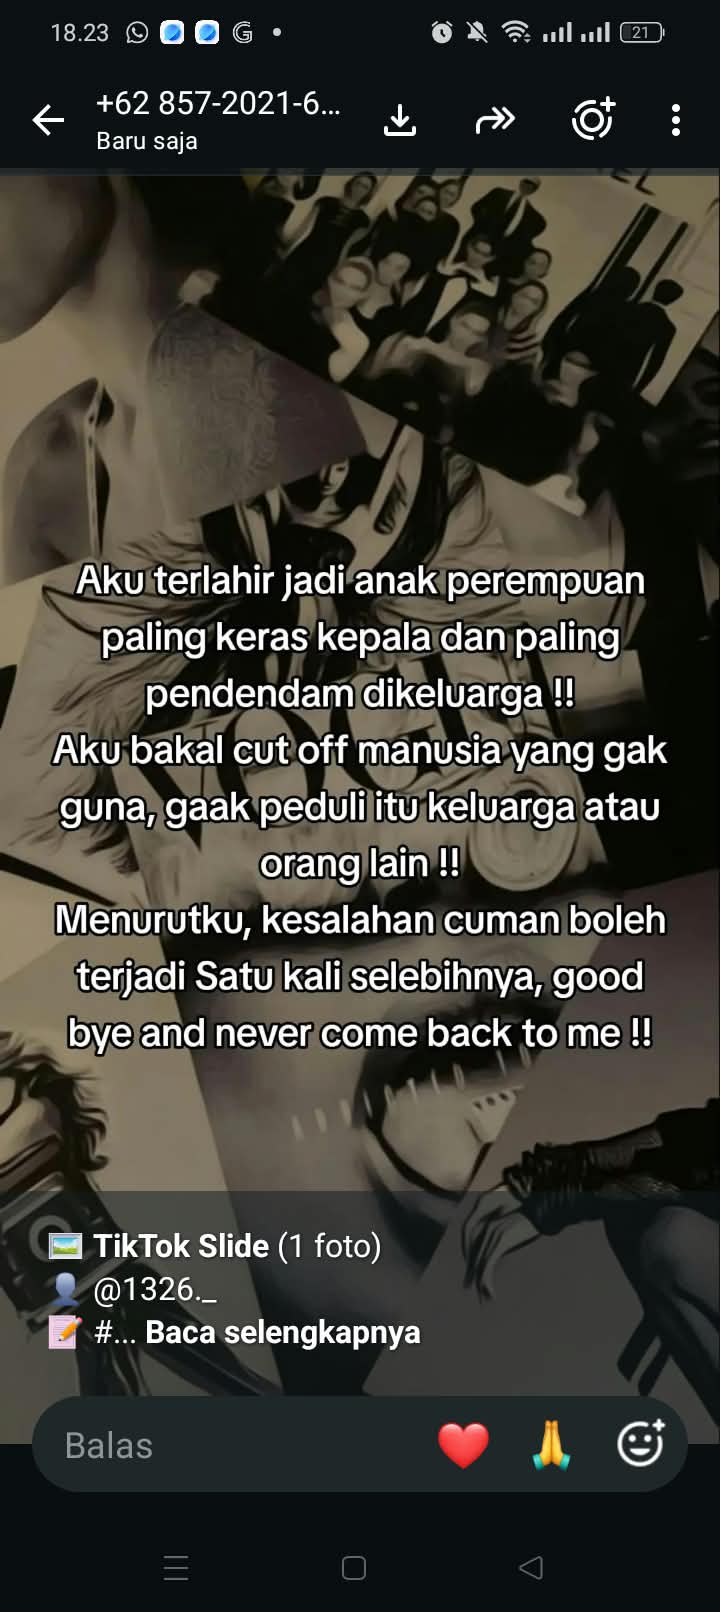 18.23
21
+62 857-2021-6...
Baru saja
Aku terlahir jadi anak perempuan
paling keras kepala dan paling
pendendam dikeluarga !!
Aku bakal cut off manusia yang gak
guna, gaak peduli itu keluarga atau
orang lain !!
Menurutku, kesalahan cuman boleh
terjadi Satu kali selebihnya, good
bye and never come back to me !!
TikTok Slide (1 foto)
@1326._
#... Baca selengkapnya
Balas